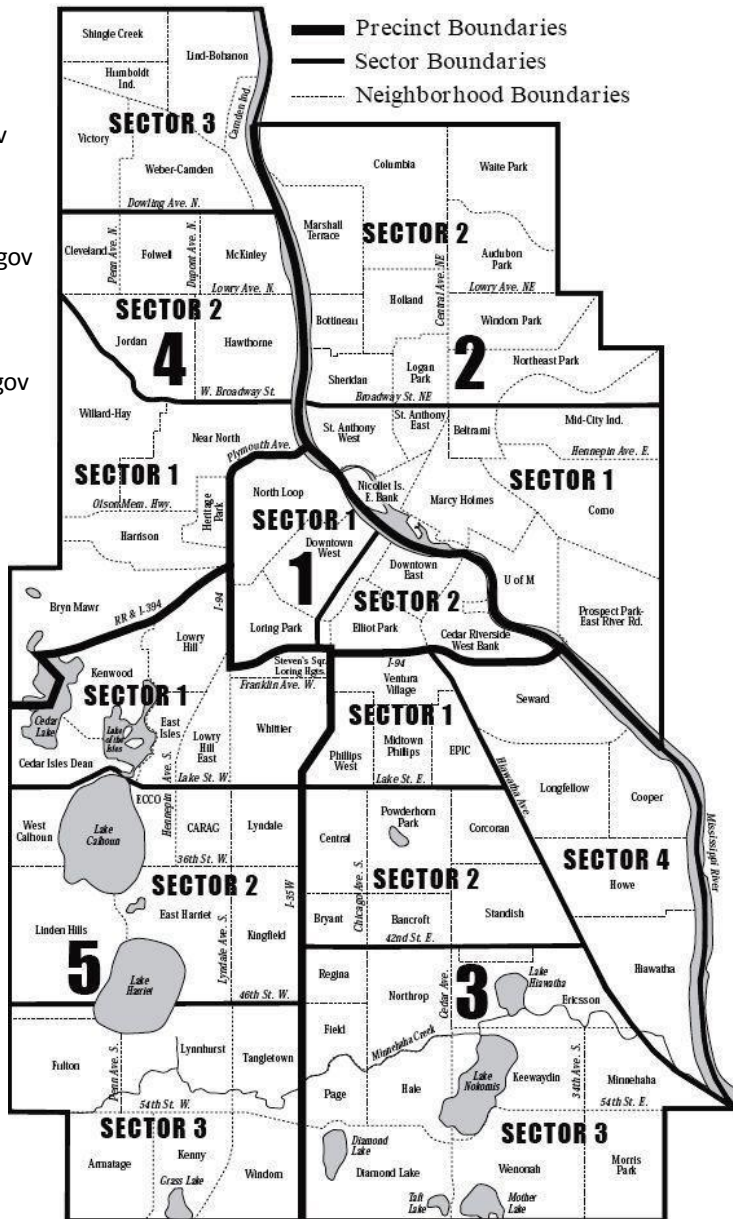 Precinct Boundaries
Sector Boundaries
Neighborhood Boundaries
v
gov
gov
Shingle Creek
Lind-Bohanon
Humboldt
Ind.
Camden Ind.
SECTOR 3
Victory
Weber-Camden
Dowling Ave. N.
Columbia
Waite Park
Marshall
Terrace
SECTOR 2
Cleveland
Penn Ave. N.
Folwell
Dupont Ave. N.
McKinley
Lowry Ave. N.
Audubon
Park
Central Ave. NE
Lowry Ave. NE
Holland
SECTOR 2
Jordan
4
Hawthorne
Bottineau
Windom Park
2
Northeast Park
Logan
Park
Sheridan
W. Broadway St.
Broadway St. NE
Willard-Hay
Near North
Plymouth Ave.
St. Anthony
West
St. Anthony
East
Beltrami
Mid-City Ind.
Hennepin Ave. E.
SECTOR 1
Olson Mem. Hwy.
Heritage
Park
Harrison
North Loop
SECTOR 1
Downtown
West
1
Nicollet Is.
E. Bank
Marcy Holmes
SECTOR 1
Como
Downtown
East
U of M
SECTOR 2
Bryn Mawr
RR & I-394
I-94
Loring Park
Elliot Park
Cedar Riverside
West Bank
Prospect Park-
East River Rd.
Lowry
Hill
Kenwood
SECTOR 1
Steven's Sqr.
Loring Hgts.
Franklin Ave. W.
I-94
Ventura
Village
Seward
Cedar
Lake
Lake
of the
Isles
East
Isles
Lowry
Hill
East
Whittier
SECTOR 1
Phillips
West
Midtown
Phillips
EPIC
Hiawatha Ave.
Cedar Isles Dean
Hennepin Ave. S.
Lake St. W.
Lake St. E.
Longfellow
Cooper
Mississippi River
West
Calhoun
ECCO
Lake
Calhoun
CARAG
Lyndale
Central
Powderhorn
Park
Corcoran
36th St. W.
SECTOR 4
Howe
SECTOR 2
I-35W
Chicago Ave. S.
SECTOR 2
Linden Hills
East Harriet
Lyndale Ave. S.
Kingfield
Bryant
Bancroft
Standish
42nd St. E.
5
Lake
Harriet
46th St. W.
Regina
Northrop
Cedar Ave.
3
Lake
Hiawatha
Ericsson
Hiawatha
Fulton
Penn Ave. S.
Lynnhurst
Tangletown
Field
Minnehaha Creek
54th St. W.
Page
Hale
Lake
Nokomis
Keewaydin
34th Ave. S.
Minnehaha
54th St. E.
SECTOR 3
Armatage
Kenny
Grass Lake
Windom
Diamond
Lake
Diamond Lake
SECTOR 3
Wenonah
Morris
Park
Taft
Lake
Mother
Lake